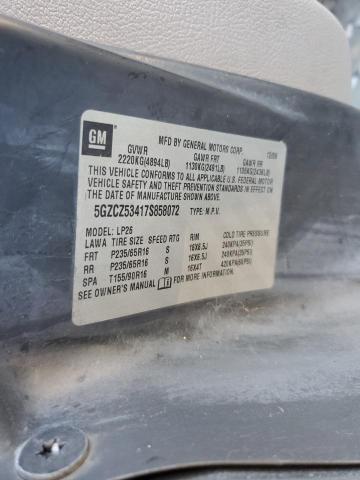 GM
MFD BY GENERAL MOTORS CORP
GVWR GAWR FRT GAWR RR
2220KG(4894LB) 1130KG(2491LB) 1105KG(2436LB)
THIS VEHICLE CONFORMS TO ALL APPLICABLE U.S. FEDERAL MOTOR
VEHICLE SAFETY, BUMPER, AND THEFT PREVENTION STANDARDS
IN EFFECT ON THE DATE OF MANUFACTURE SHOWN ABOVE.
5GZCZ53417S858072 TYPE: M.P.V.
MODEL: LP26
LAWA TIRE SIZE SPEED RTG RIM COLD TIRE PRESSURE
FRT P235/65R16 S 16X6.5J 240KPA(35PSI)
RR P235/65R16 S 16X6.5J 240KPA(35PSI)
SPA T155/90R16 M 16X4T 420KPA(60PSI)
SEE OWNER'S MANUAL FOR MORE INFORMATION